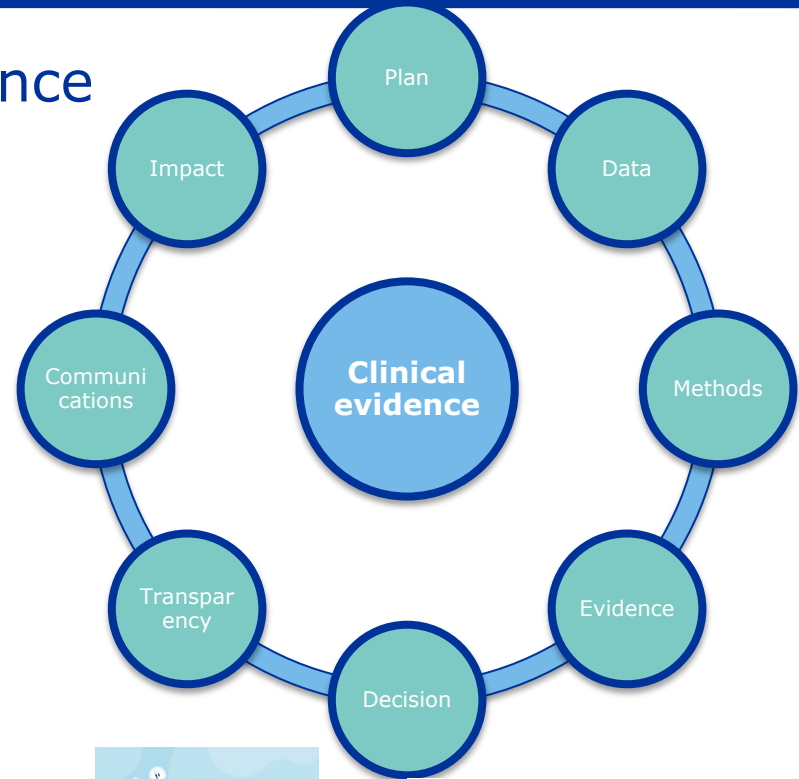 nce
Plan
Impact
Data
Communi
cations
Clinical
evidence
Methods
Transpar
ency
Evidence
Decision